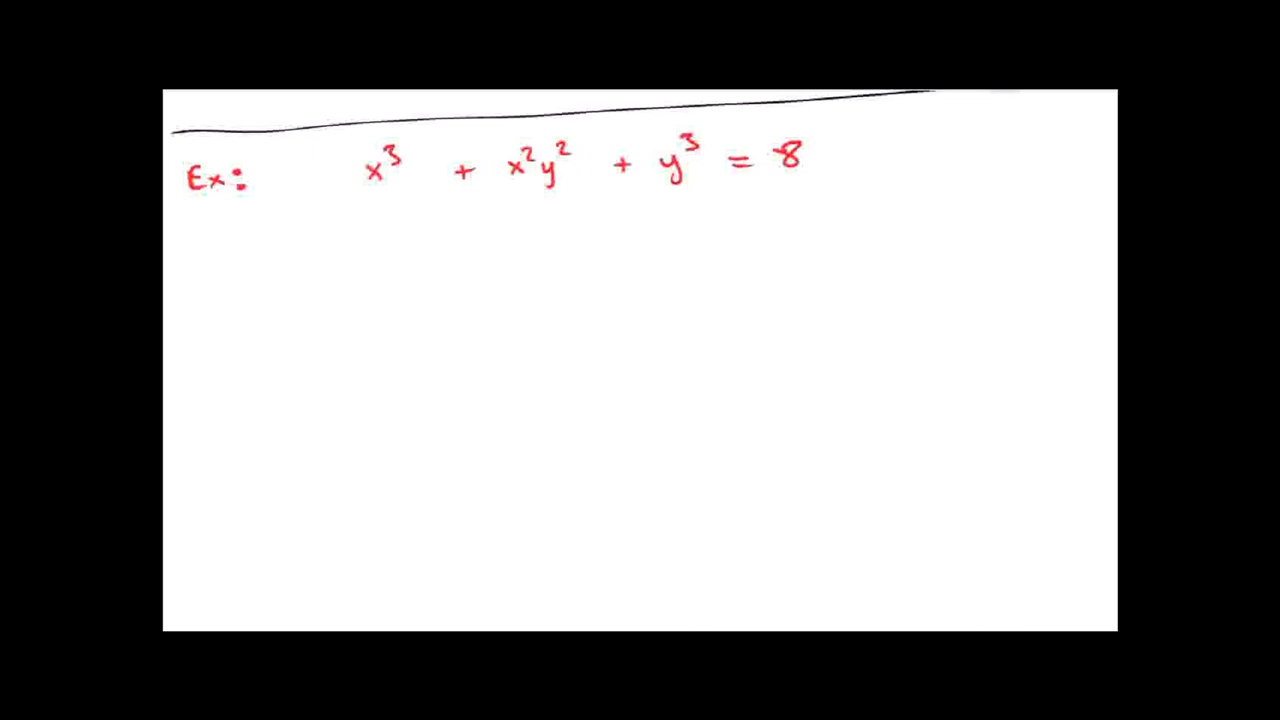 Ex: x³ + x²y² + y³ = 8